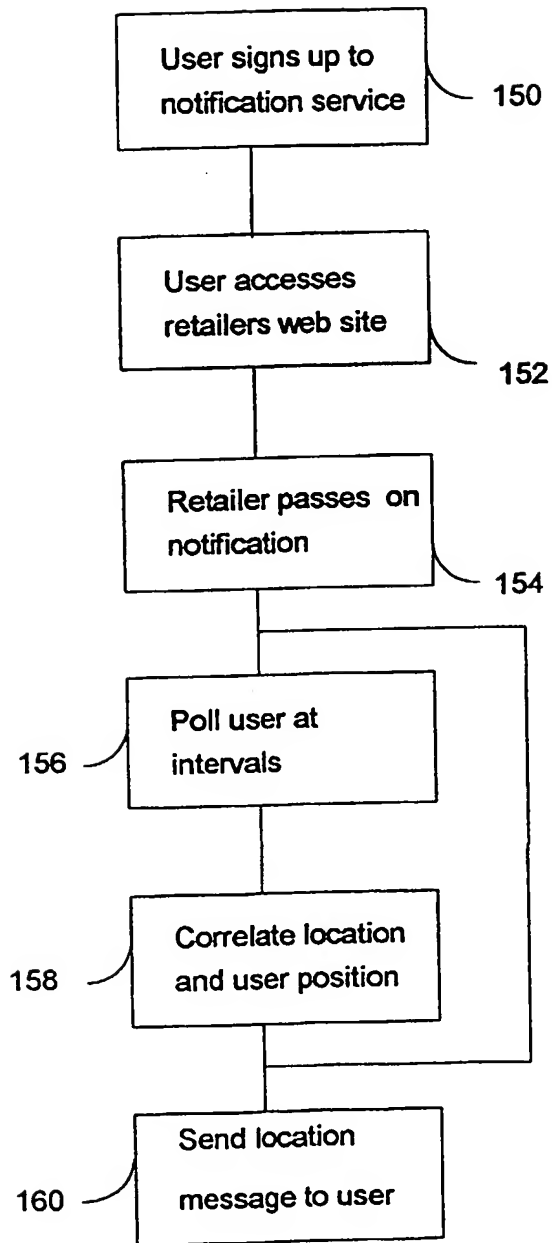 User signs up to
notification service
150
User accesses
retailers web site
152
Retailer passes on
notification
154
Poll user at
intervals
156
Correlate location
and user position
158
Send location
message to user
160